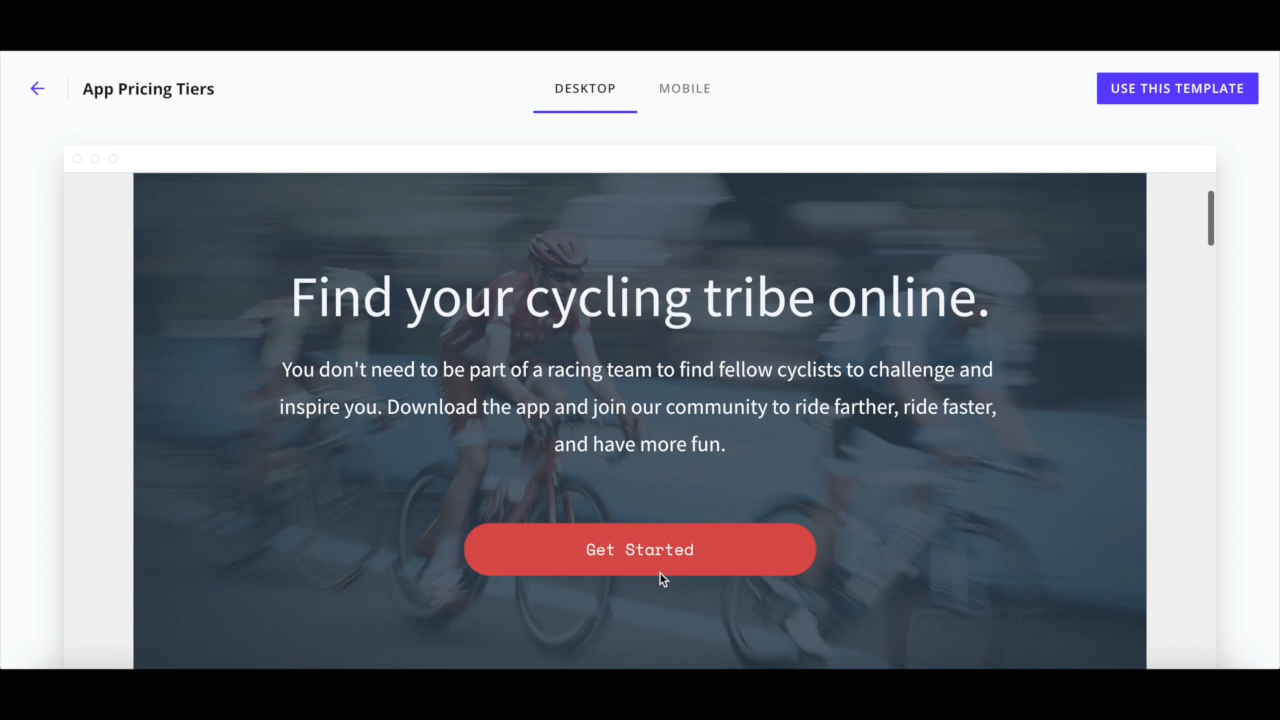 App Pricing Tiers
DESKTOP
MOBILE
USE THIS TEMPLATE
Find your cycling tribe online.
You don't need to be part of a racing team to find fellow cyclists to challenge and
inspire you. Download the app and join our community to ride farther, ride faster,
and have more fun.
Get Started